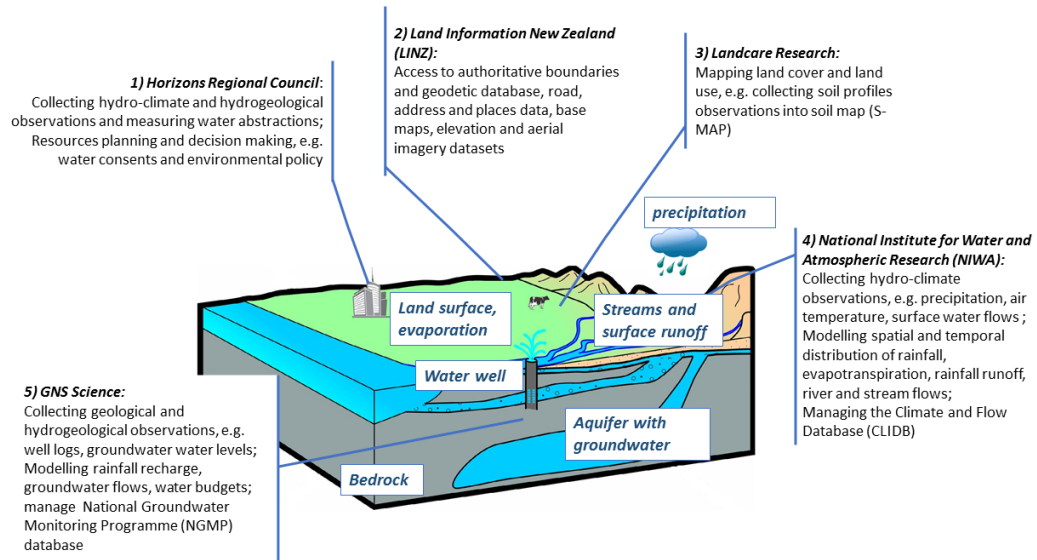 1) Horizons Regional Council:
Collecting hydro-climate and hydrogeological
observations and measuring water abstractions;
Resources planning and decision making, e.g.
water consents and environmental policy
2) Land Information New Zealand
(LINZ):
Access to authoritative boundaries
and geodetic database, road,
address and places data, base
maps, elevation and aerial
imagery datasets
3) Landcare Research:
Mapping land cover and land
use, e.g. collecting soil profiles
observations into soil map (S-
MAP)
precipitation
4) National Institute for Water and
Atmospheric Research (NIWA):
Collecting hydro-climate
observations, e.g. precipitation, air
temperature, surface water flows ;
Modelling spatial and temporal
distribution of rainfall,
evapotranspiration, rainfall runoff,
river and stream flows;
Managing the Climate and Flow
Database (CLIDB)
Land surface,
evaporation
Streams and
surface runoff
Water well
Aquifer with
groundwater
Bedrock
5) GNS Science:
Collecting geological and
hydrogeological observations, e.g.
well logs, groundwater water levels;
Modelling rainfall recharge,
groundwater flows, water budgets;
manage National Groundwater
Monitoring Programme (NGMP)
database